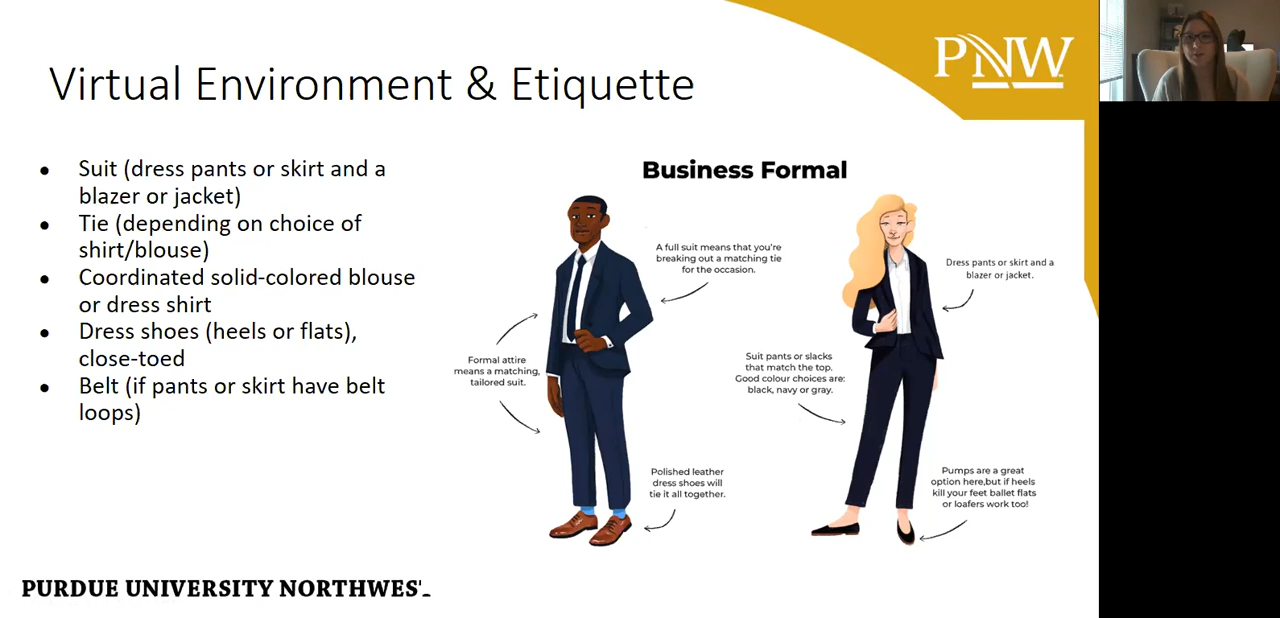 PNW
Virtual Environment & Etiquette
• Suit (dress pants or skirt and a
blazer or jacket)
• Tie (depending on choice of
shirt/blouse)
• Coordinated solid-colored blouse
or dress shirt
• Dress shoes (heels or flats),
close-toed
• Belt (if pants or skirt have belt
loops)
Business Formal
A full suit means that you're
breaking out a matching tie
for the occasion.
Formal attire
means a matching,
tailored suit.
Polished leather
dress shoes will
tie it all together.
Dress pants or skirt and a
blazer or jacket.
Suit pants or slacks
that match the top.
Good colour choices are:
black, navy or gray.
Pumps are a great
option here,but if heels
kill your feet ballet flats
or loafers work too!
PURDUE UNIVERSITY NORTHWES